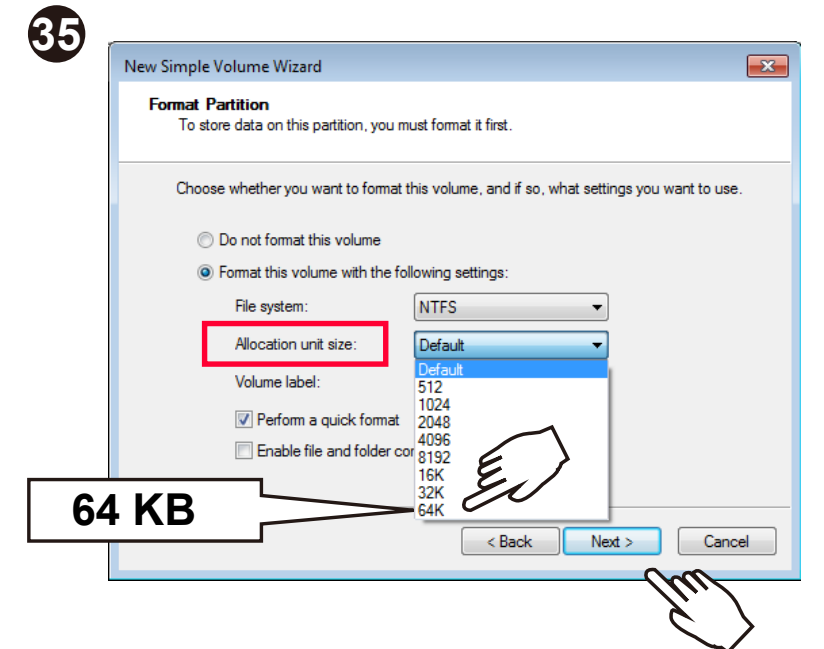 35
New Simple Volume Wizard
Format Partition
To store data on this partition, you must format it first.
Choose whether you want to format this volume, and if so, what settings you want to use.
Do not format this volume
Format this volume with the following settings:
File system: NTFS
Allocation unit size: Default
Default
Volume label:
512
1024
Perform a quick format
2048
4096
Enable file and folder cor
8192
16K
32K
64K
64 KB
< Back Next > Cancel